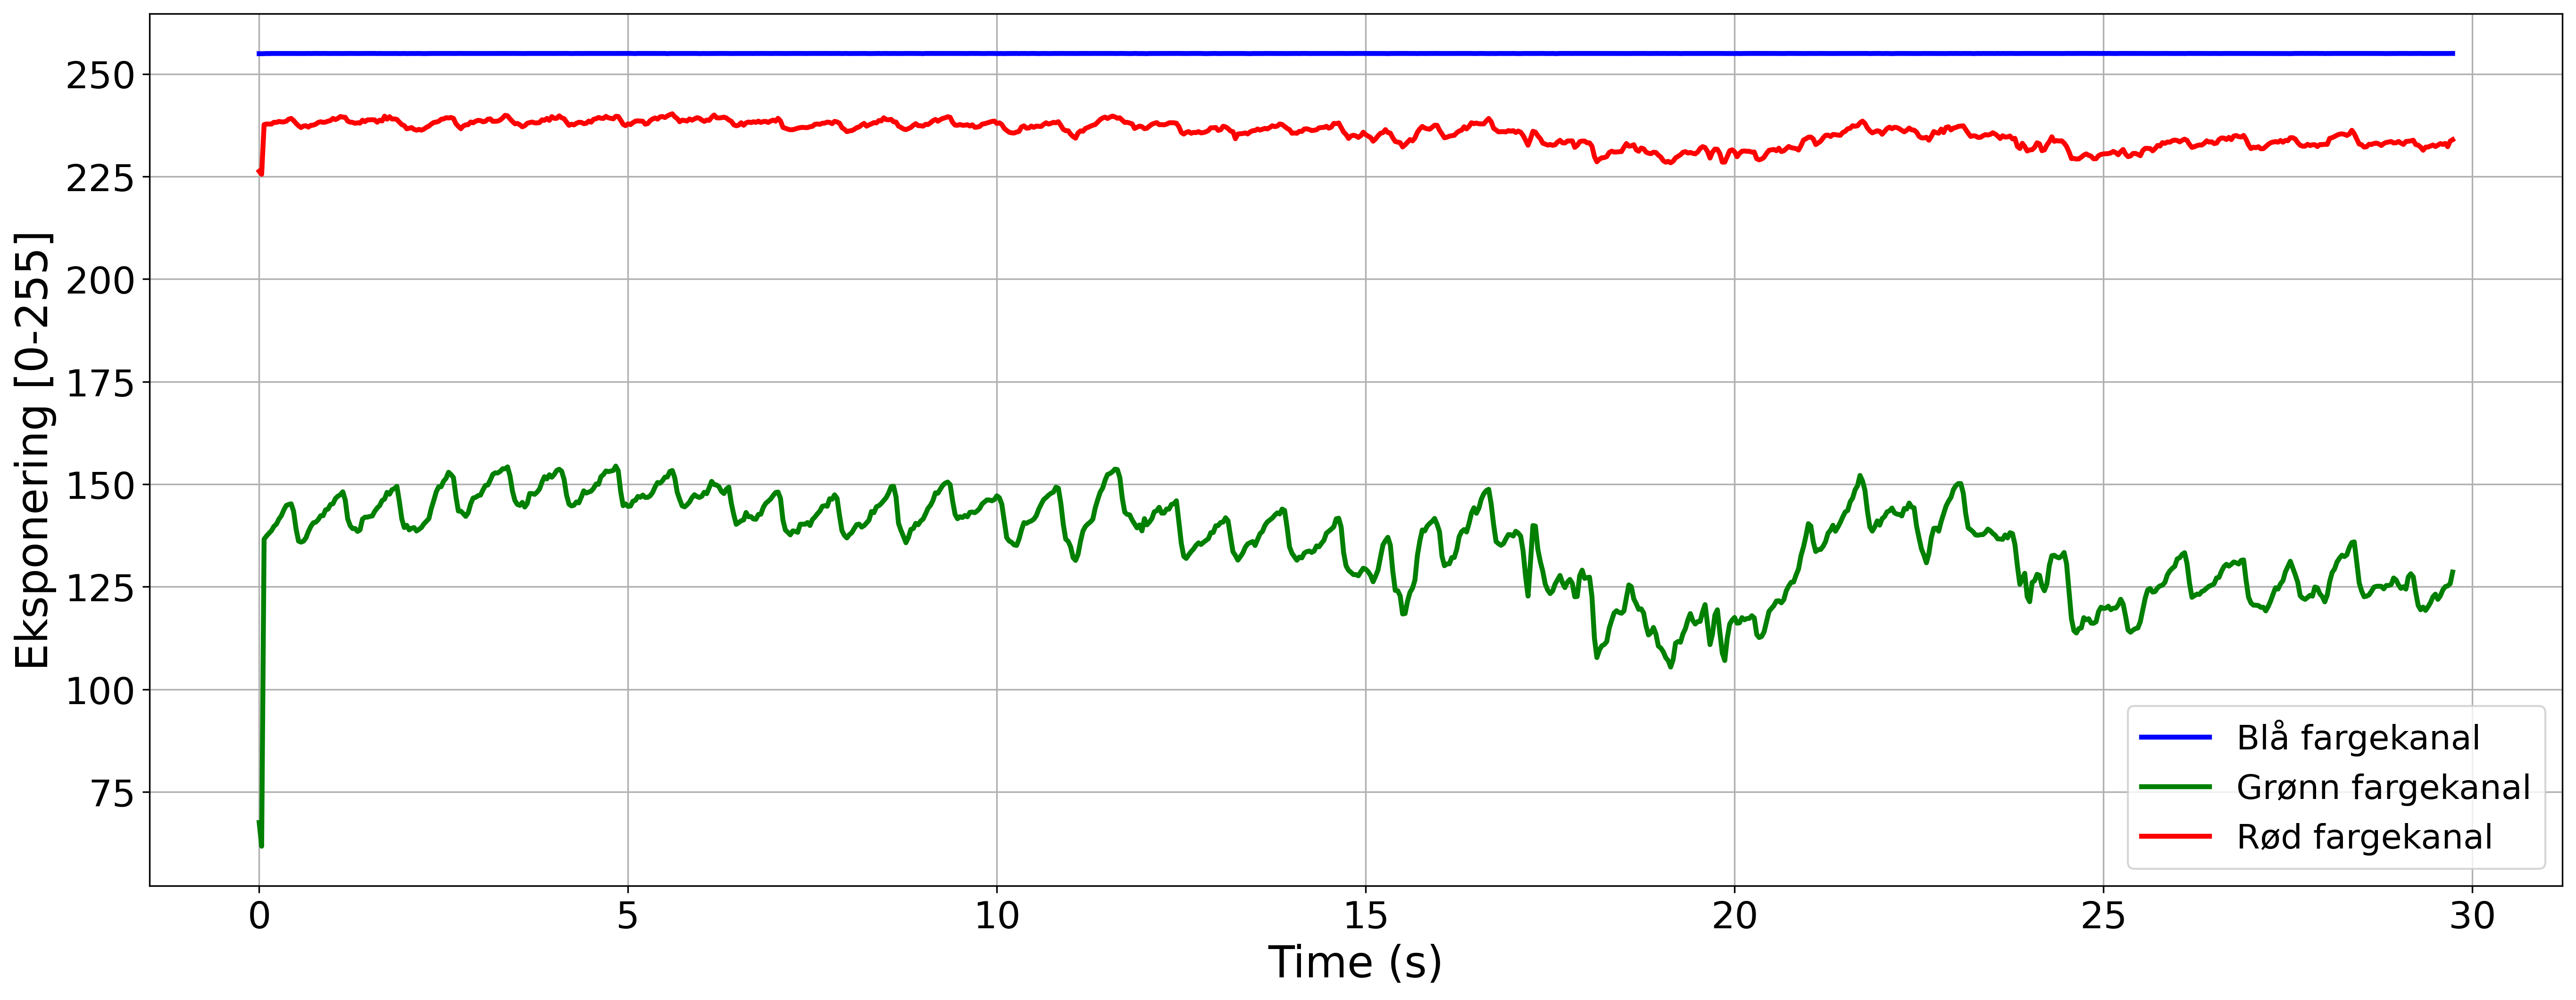 Eksponering [0-255]
250
225
200
175
150
125
100
75
0 5 10 15 20 25 30
Time (s)
Blå fargekanal
Grønn fargekanal
Rød fargekanal